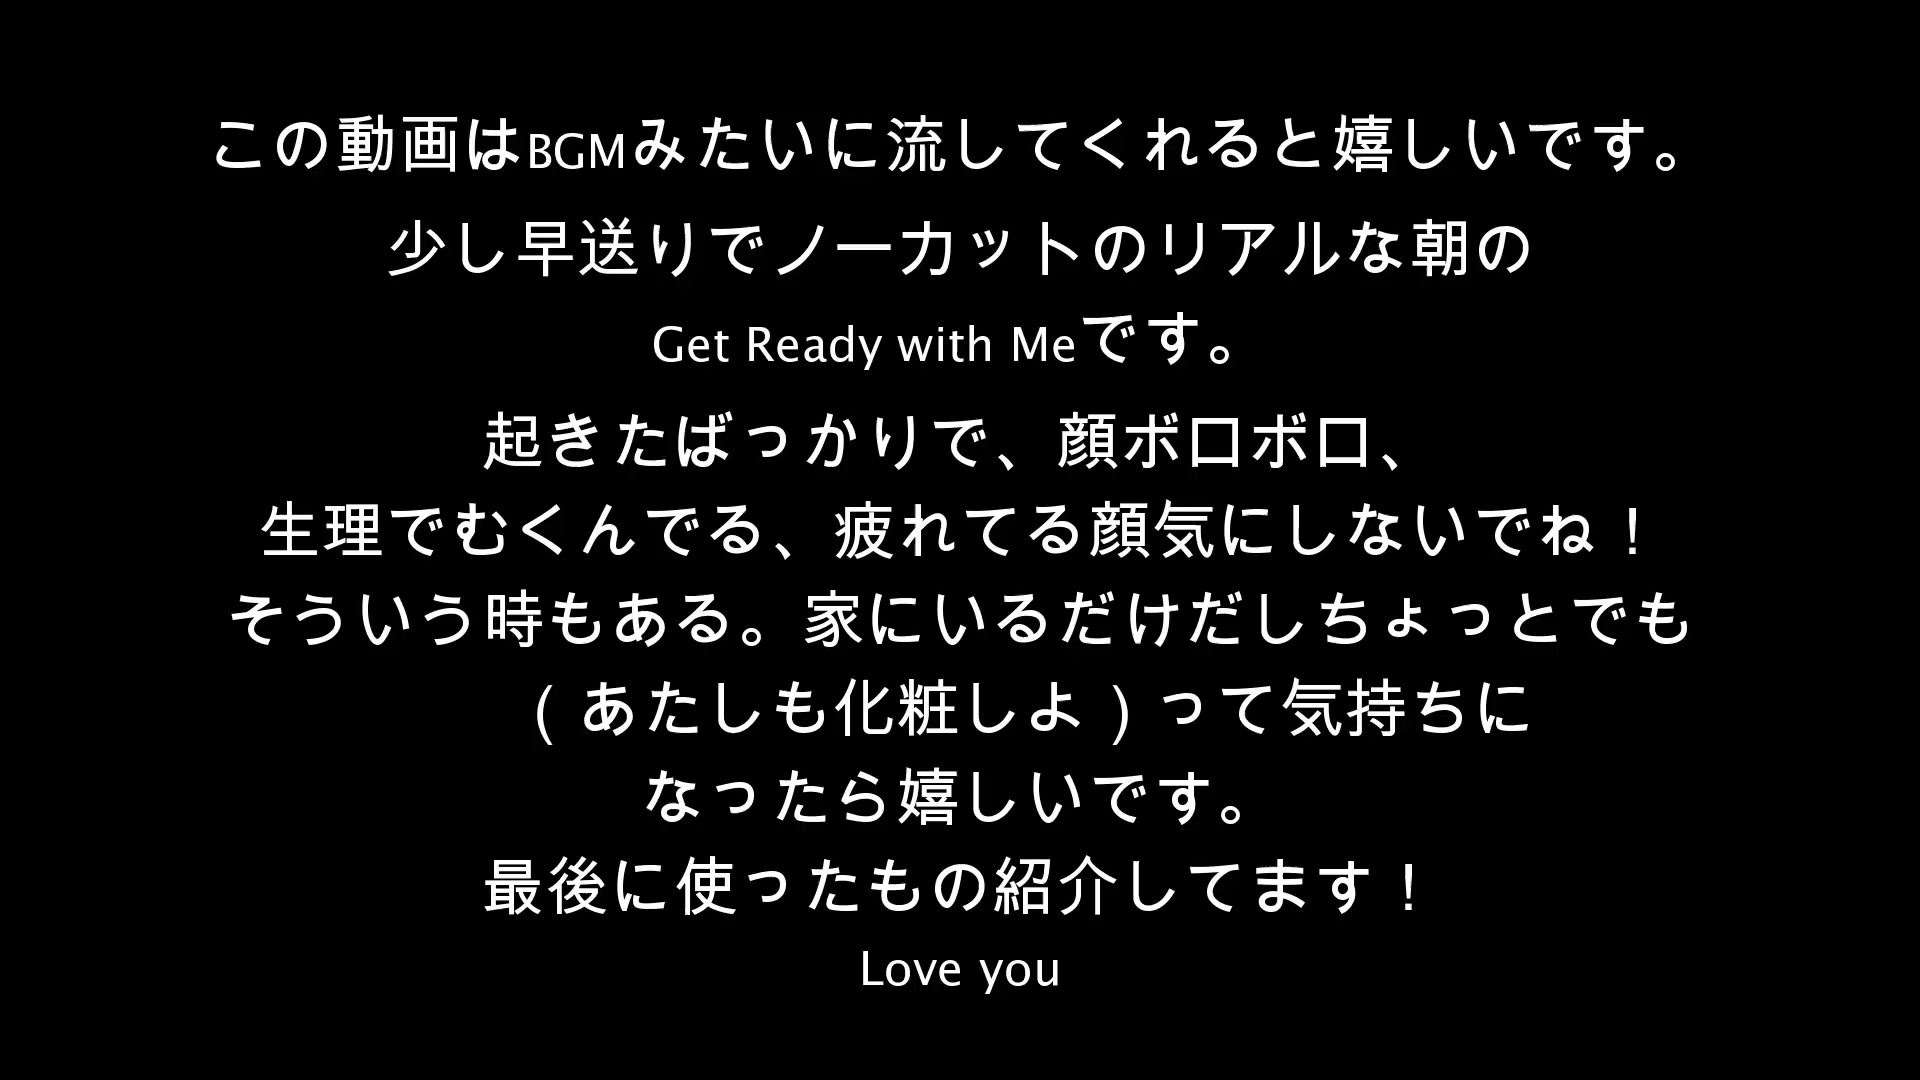 この動画はBGMみたいに流してくれると嬉しいです。
少し早送りでノーカットのリアルな朝の
Get Ready with Meです。
起きたばっかりで、顔ボロボロ、
生理でむくんでる、疲れてる顔気にしないでね！
そういう時もある。家にいるだけだしちょっとでも
（あたしも化粧しよ）って気持ちに
なったら嬉しいです。
最後に使ったもの紹介してます！
Love you